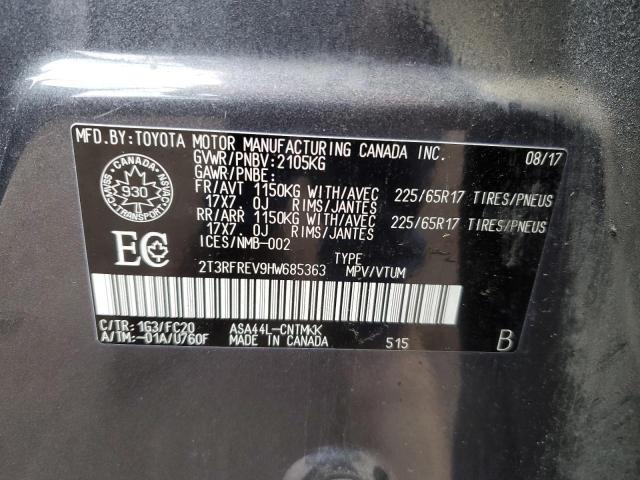 MFD.BY:TOYOTA MOTOR MANUFACTURING CANADA INC. 08/17
GVWR/PNBV:2105KG
GAWR/PNBE:
FR/AVT 1150KG WITH/AVEC 225/65R17 TIRES/PNEUS
17X7 0J RIMS/JANTES
RR/ARR 1150KG WITH/AVEC 225/65R17 TIRES/PNEUS
17X7 0J RIMS/JANTES
ICES/NMB-002
CMVSS NSVAC
CANADA
930
TRANSPORT
EC
2T3RFREV9HW685363 TYPE MPV/VTUM
C/TR: 1G3/FC20 ASA44L-CNTMKK
A/TM:-01A/U760F MADE IN CANADA 515 B